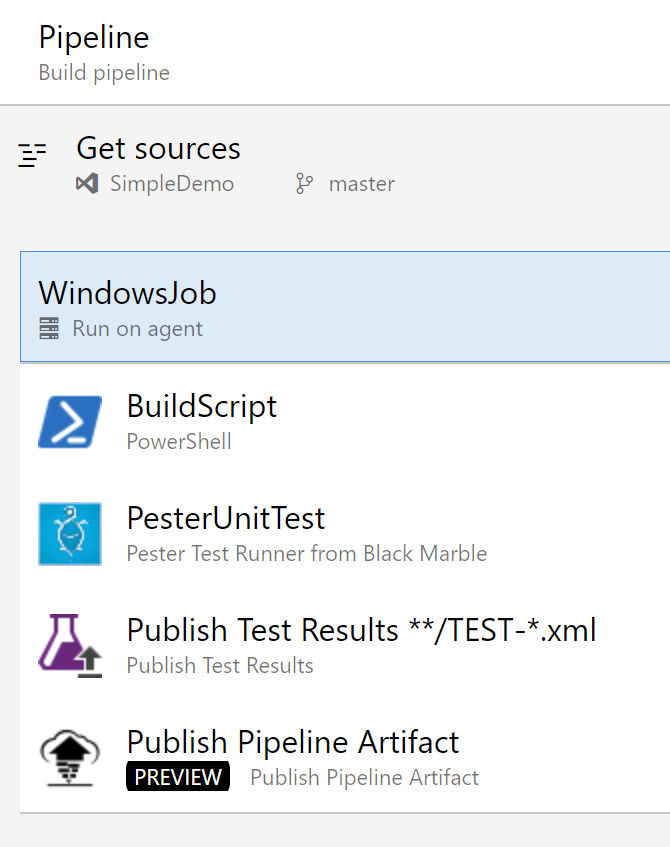 Pipeline
Build pipeline
Get sources
SimpleDemo master
WindowsJob
Run on agent
BuildScript
PowerShell
PesterUnitTest
Pester Test Runner from Black Marble
Publish Test Results **/TEST-*.xml
Publish Test Results
Publish Pipeline Artifact
PREVIEW Publish Pipeline Artifact